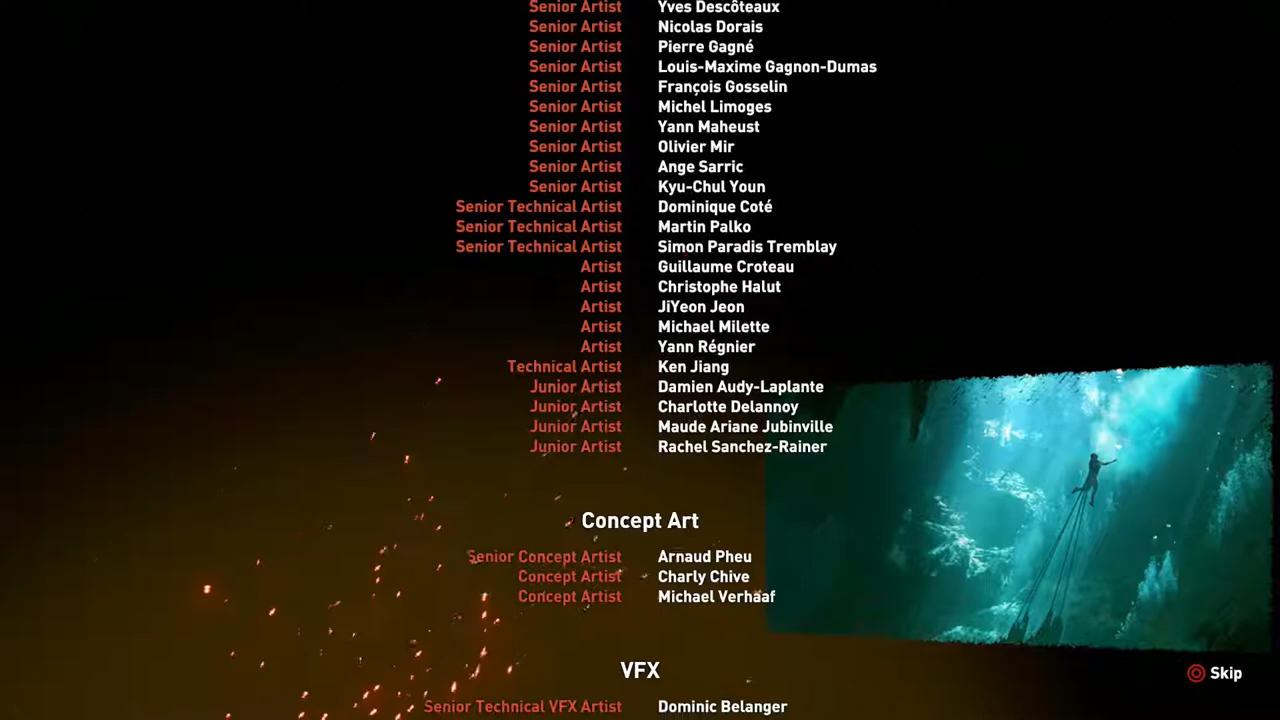 Senior Artist Yves Descôteaux
Senior Artist Nicolas Dorais
Senior Artist Pierre Gagné
Senior Artist Louis-Maxime Gagnon-Dumas
Senior Artist François Gosselin
Senior Artist Michel Limoges
Senior Artist Yann Maheust
Senior Artist Olivier Mir
Senior Artist Ange Sarric
Senior Artist Kyu-Chul Youn
Senior Technical Artist Dominique Coté
Senior Technical Artist Martin Palko
Senior Technical Artist Simon Paradis Tremblay
Artist Guillaume Croteau
Artist Christophe Halut
Artist JiYeon Jeon
Artist Michael Milette
Artist Yann Régnier
Technical Artist Ken Jiang
Junior Artist Damien Audy-Laplante
Junior Artist Charlotte Delannoy
Junior Artist Maude Ariane Jubinville
Junior Artist Rachel Sanchez-Rainer
Concept Art
Senior Concept Artist Arnaud Pheu
Concept Artist Charly Chive
Concept Artist Michael Verhaaf
VFX
Skip
Senior Technical VFX Artist Dominic Belanger